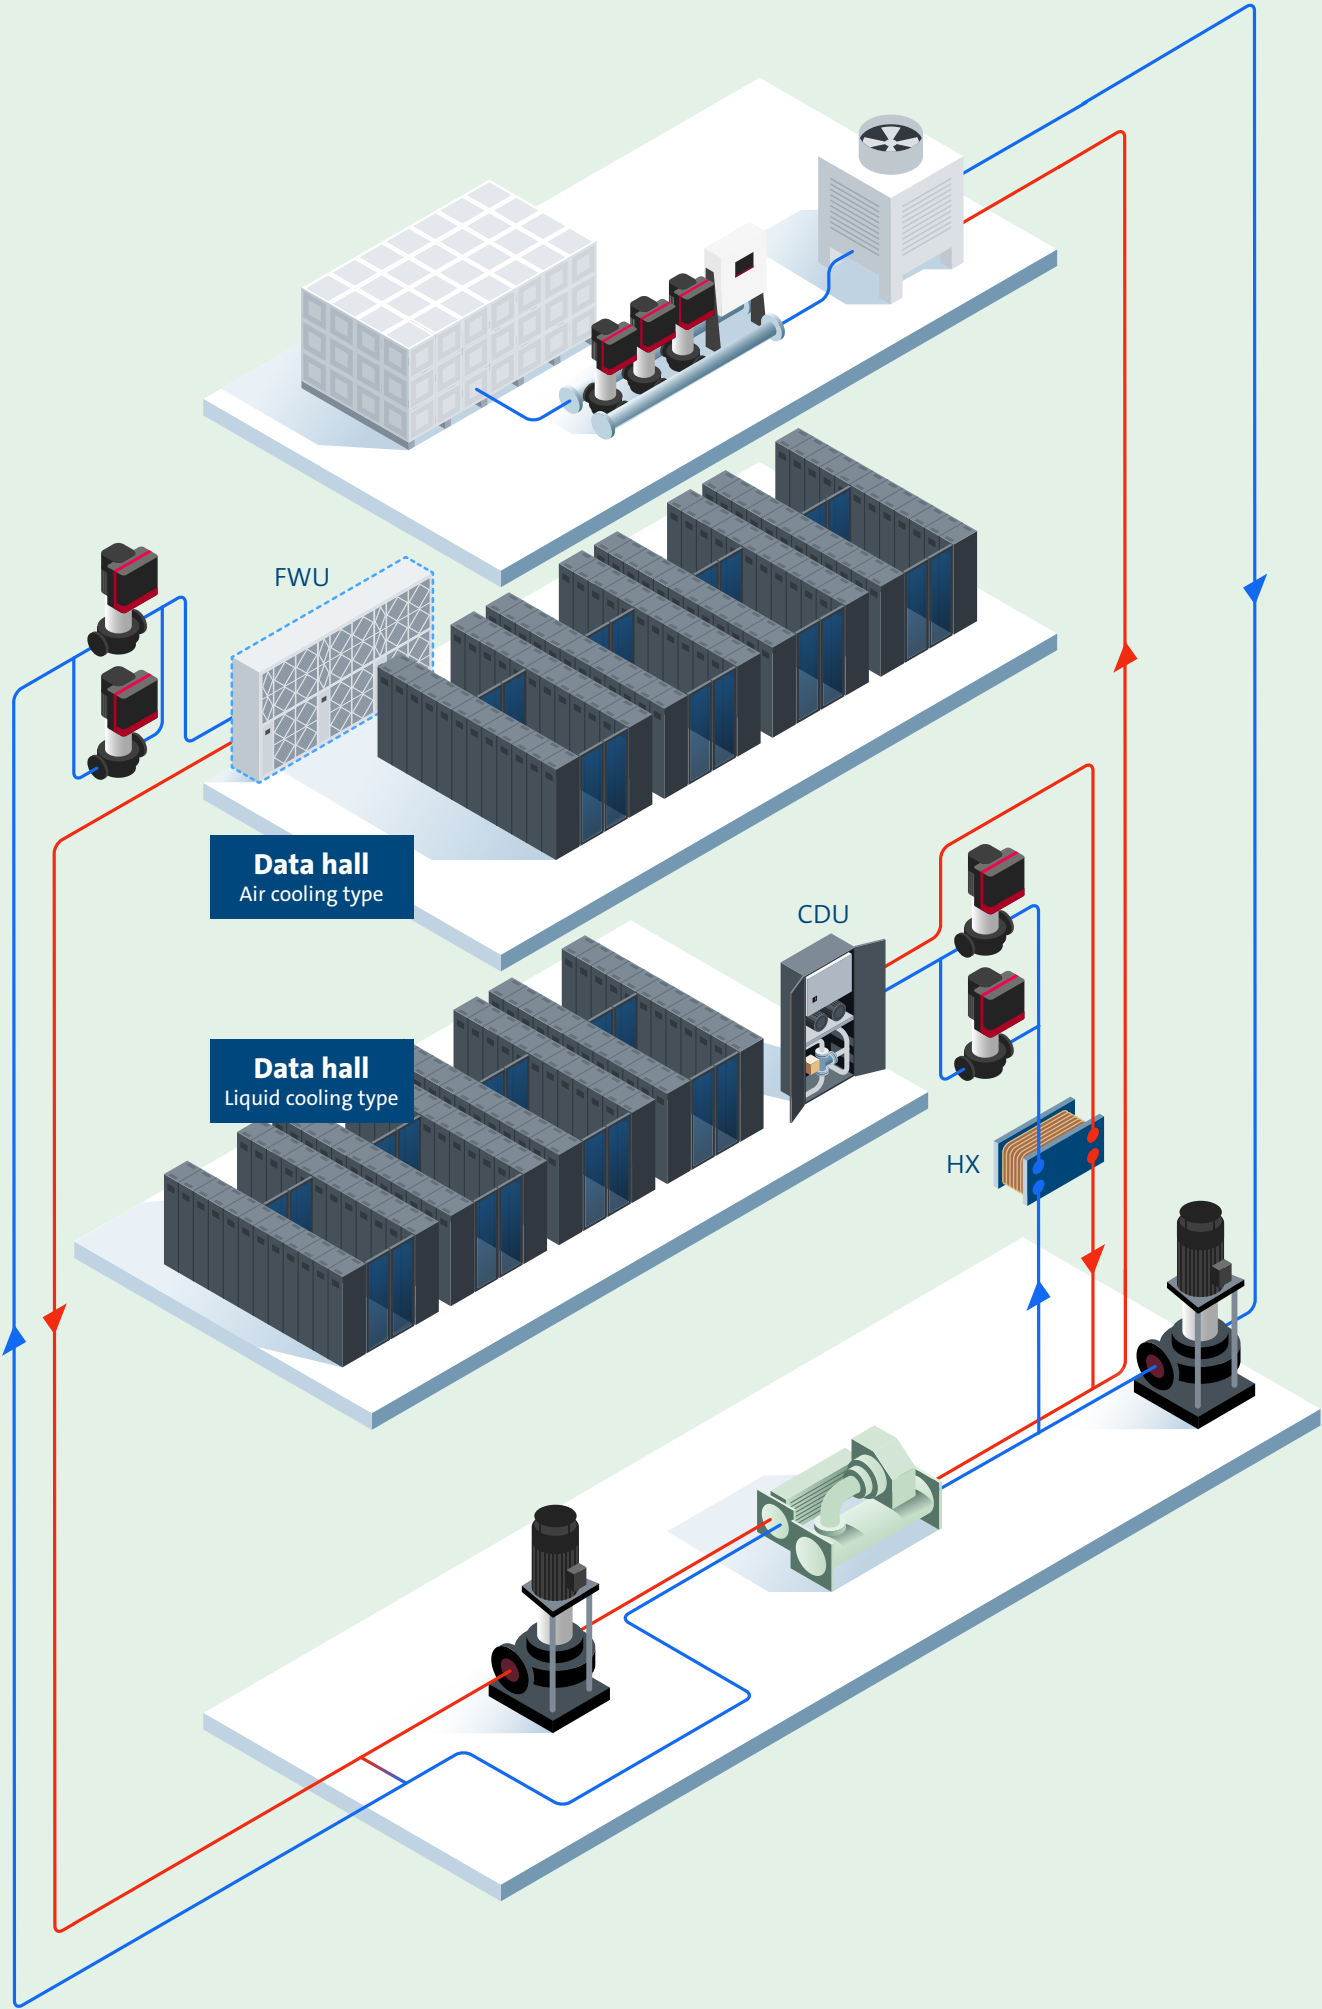 FWU
Data hall
Air cooling type
CDU
Data hall
Liquid cooling type
HX